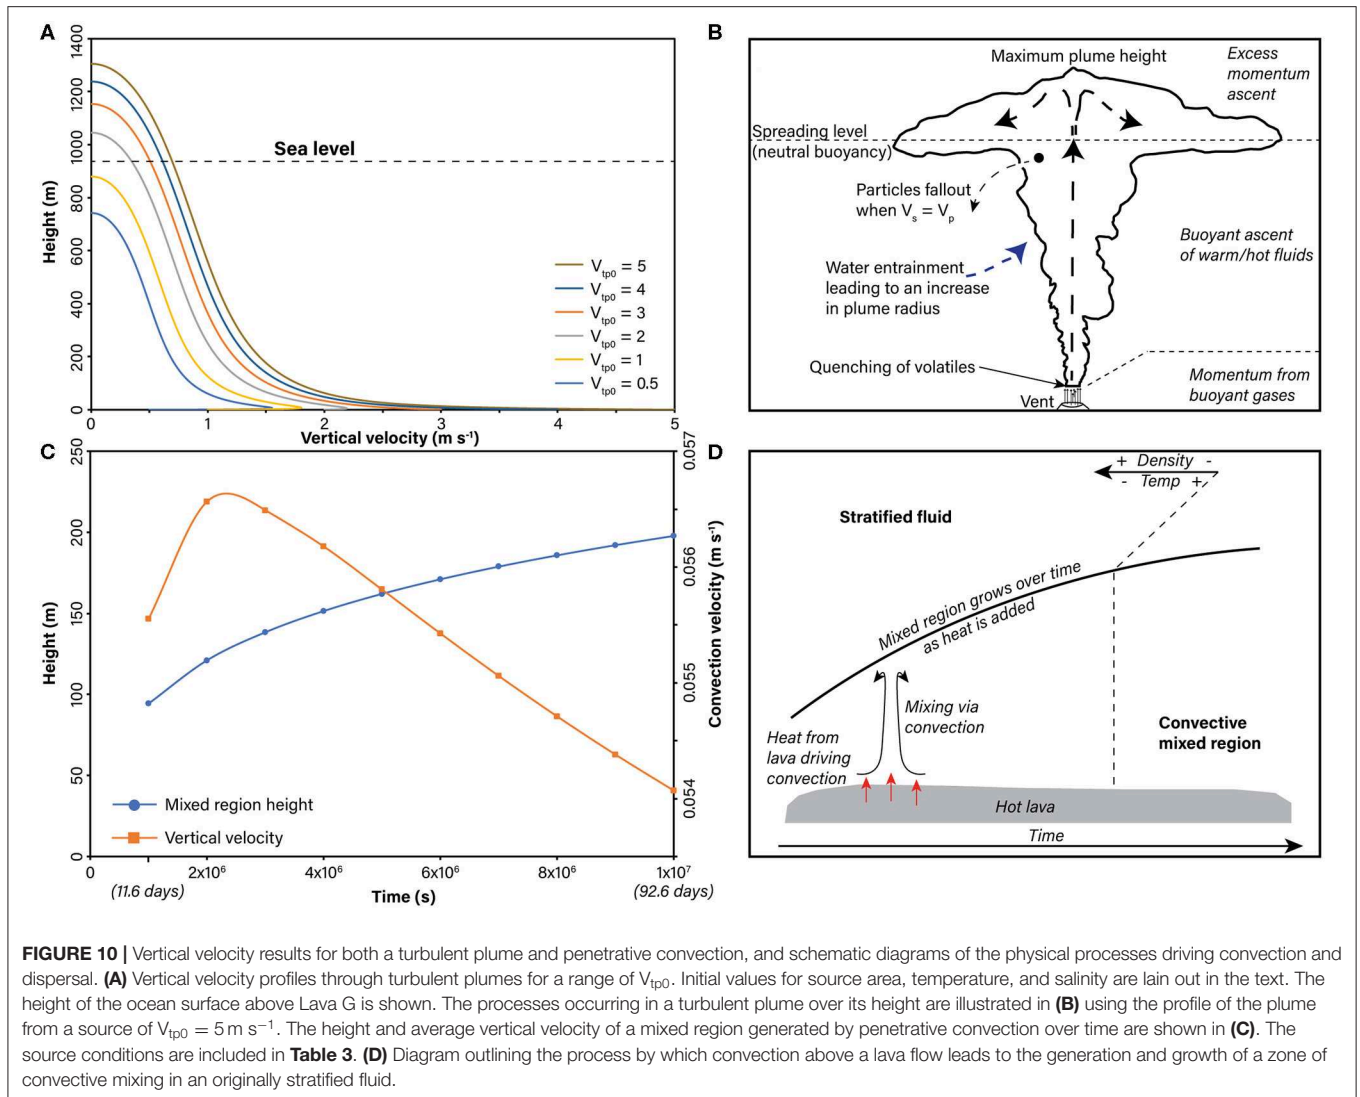 A
1400
1200
1000
800
600
400
200
0
Height (m)
Sea level
V_tp0 = 5
V_tp0 = 4
V_tp0 = 3
V_tp0 = 2
V_tp0 = 1
V_tp0 = 0.5
0 1 2 3 4 5
Vertical velocity (m s⁻¹)
B
Maximum plume height
Excess
momentum
ascent
Spreading level
(neutral buoyancy)
Particles fallout
when V_s = V_p
Buoyant ascent
of warm/hot fluids
Water entrainment
leading to an increase
in plume radius
Quenching of volatiles
Momentum from
buoyant gases
Vent
C
250
200
150
100
50
0
Height (m)
0.057
0.056
0.055
0.054
Convection velocity (m s⁻¹)
Mixed region height
Vertical velocity
0 2x10⁶ 4x10⁶ 6x10⁶ 8x10⁶ 1x10⁷
(11.6 days) Time (s) (92.6 days)
D
+ Density -
- Temp +
Stratified fluid
Mixed region grows over time
as heat is added
Mixing via
convection
Heat from
lava driving
convection
Convective
mixed region
Hot lava
Time
FIGURE 10 | Vertical velocity results for both a turbulent plume and penetrative convection, and schematic diagrams of the physical processes driving convection and
dispersal. (A) Vertical velocity profiles through turbulent plumes for a range of V_tp0. Initial values for source area, temperature, and salinity are lain out in the text. The
height of the ocean surface above Lava G is shown. The processes occurring in a turbulent plume over its height are illustrated in (B) using the profile of the plume
from a source of V_tp0 = 5 m s⁻¹. The height and average vertical velocity of a mixed region generated by penetrative convection over time are shown in (C). The
source conditions are included in Table 3. (D) Diagram outlining the process by which convection above a lava flow leads to the generation and growth of a zone of
convective mixing in an originally stratified fluid.